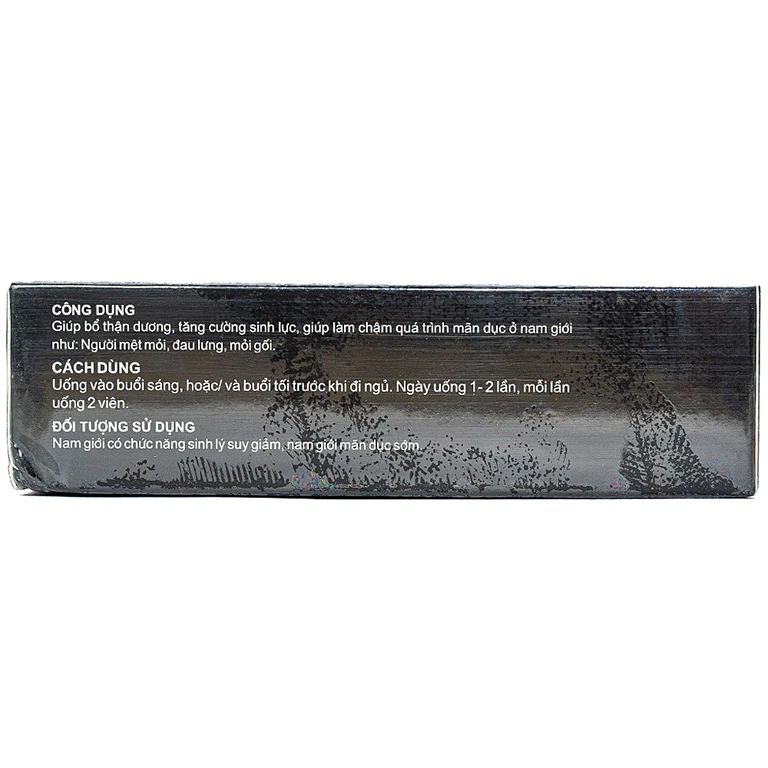 CÔNG DỤNG
Giúp bổ thận dương, tăng cường sinh lực, giúp làm chậm quá trình mãn dục ở nam giới
như: Người mệt mỏi, đau lưng, mỏi gối.
CÁCH DÙNG
Uống vào buổi sáng, hoặc/ và buổi tối trước khi đi ngủ. Ngày uống 1- 2 lần, mỗi lần
uống 2 viên.
ĐỐI TƯỢNG SỬ DỤNG
Nam giới có chức năng sinh lý suy giảm, nam giới mãn dục sớm.